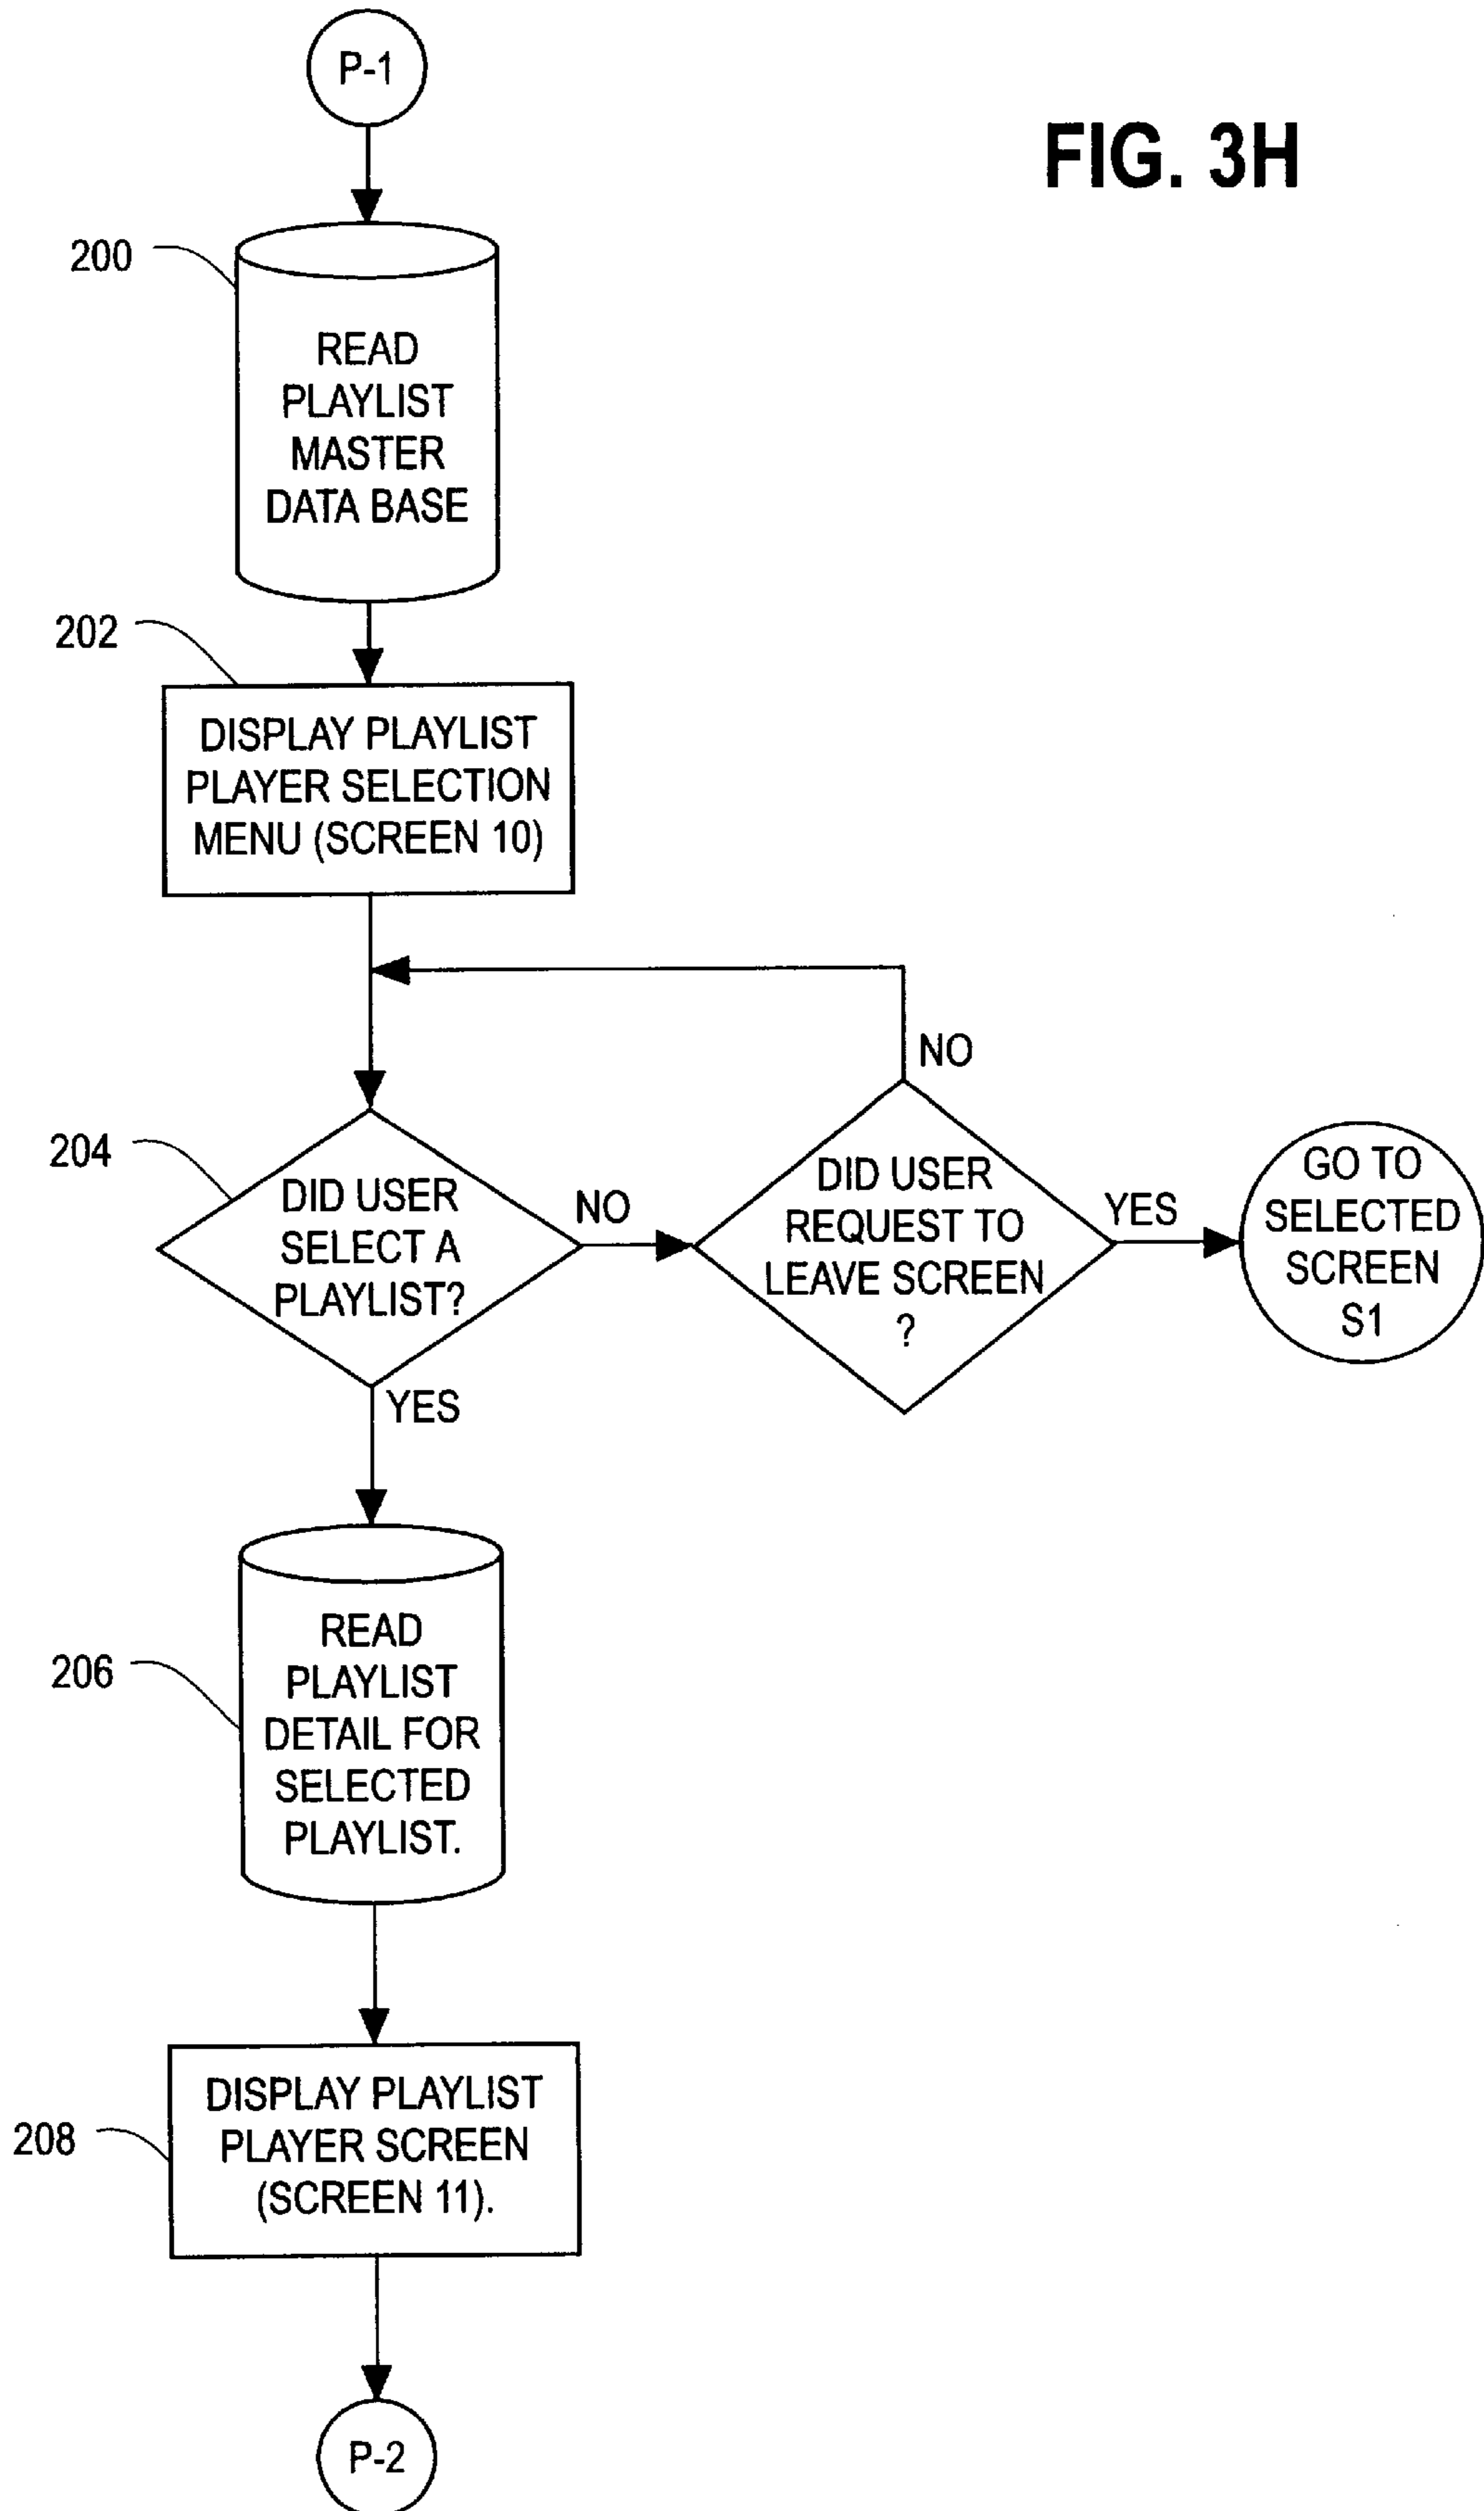 P-1
FIG. 3H
200
READ
PLAYLIST
MASTER
DATA BASE
202
DISPLAY PLAYLIST
PLAYER SELECTION
MENU (SCREEN 10)
NO
204
DID USER
SELECT A
PLAYLIST?
NO
DID USER
REQUEST TO
LEAVE SCREEN
?
YES
GO TO
SELECTED
SCREEN
S1
YES
206
READ
PLAYLIST
DETAIL FOR
SELECTED
PLAYLIST.
208
DISPLAY PLAYLIST
PLAYER SCREEN
(SCREEN 11).
P-2